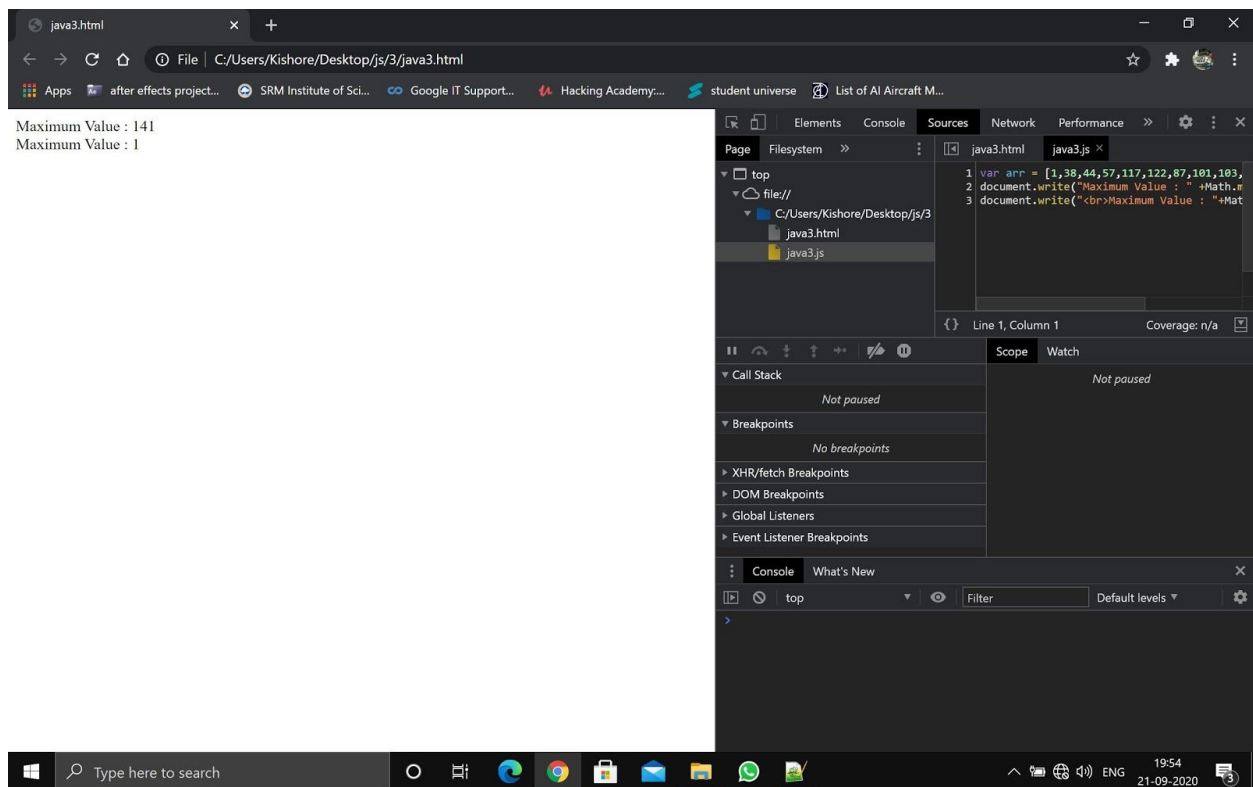 java3.html
File | C:/Users/Kishore/Desktop/js/3/java3.html
Apps after effects project... SRM Institute of Sci... Google IT Support... Hacking Academy:... student universe List of AI Aircraft M...
Maximum Value : 141
Maximum Value : 1
Elements Console Sources Network Performance »
Page Filesystem »
java3.html java3.js
top
file://
C:/Users/Kishore/Desktop/js/3
java3.html
java3.js
1 var arr = [1,38,44,57,117,122,87,101,103,
2 document.write("Maximum Value : " +Math.m
3 document.write("<br>Maximum Value : "+Mat
{} Line 1, Column 1 Coverage: n/a
Scope Watch
Not paused
Call Stack
Not paused
Breakpoints
No breakpoints
XHR/fetch Breakpoints
DOM Breakpoints
Global Listeners
Event Listener Breakpoints
Console What's New
top Filter Default levels
Type here to search
ENG 19:54
21-09-2020
3